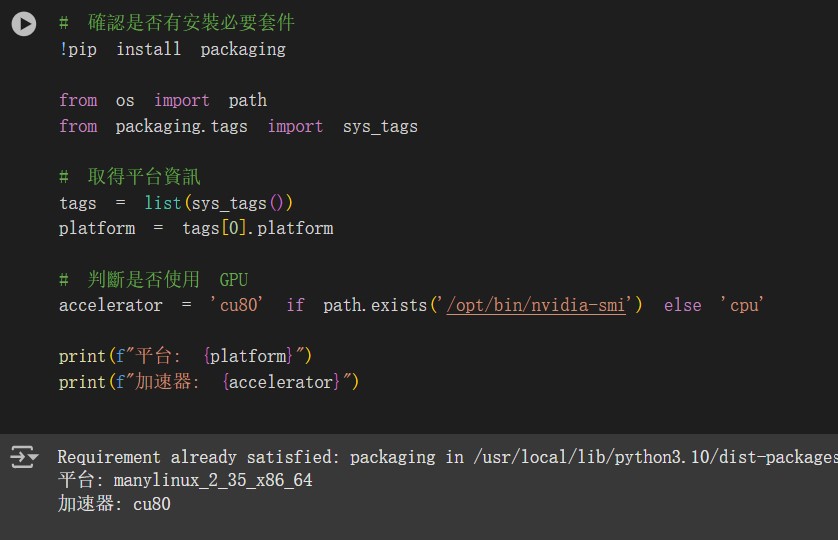 # 確認是否有安裝必要套件
!pip install packaging
from os import path
from packaging.tags import sys_tags
# 取得平台資訊
tags = list(sys_tags())
platform = tags[0].platform
# 判斷是否使用 GPU
accelerator = 'cu80' if path.exists('/opt/bin/nvidia-smi') else 'cpu'
print(f"平台: {platform}")
print(f"加速器: {accelerator}")
Requirement already satisfied: packaging in /usr/local/lib/python3.10/dist-packages
平台: manylinux_2_35_x86_64
加速器: cu80